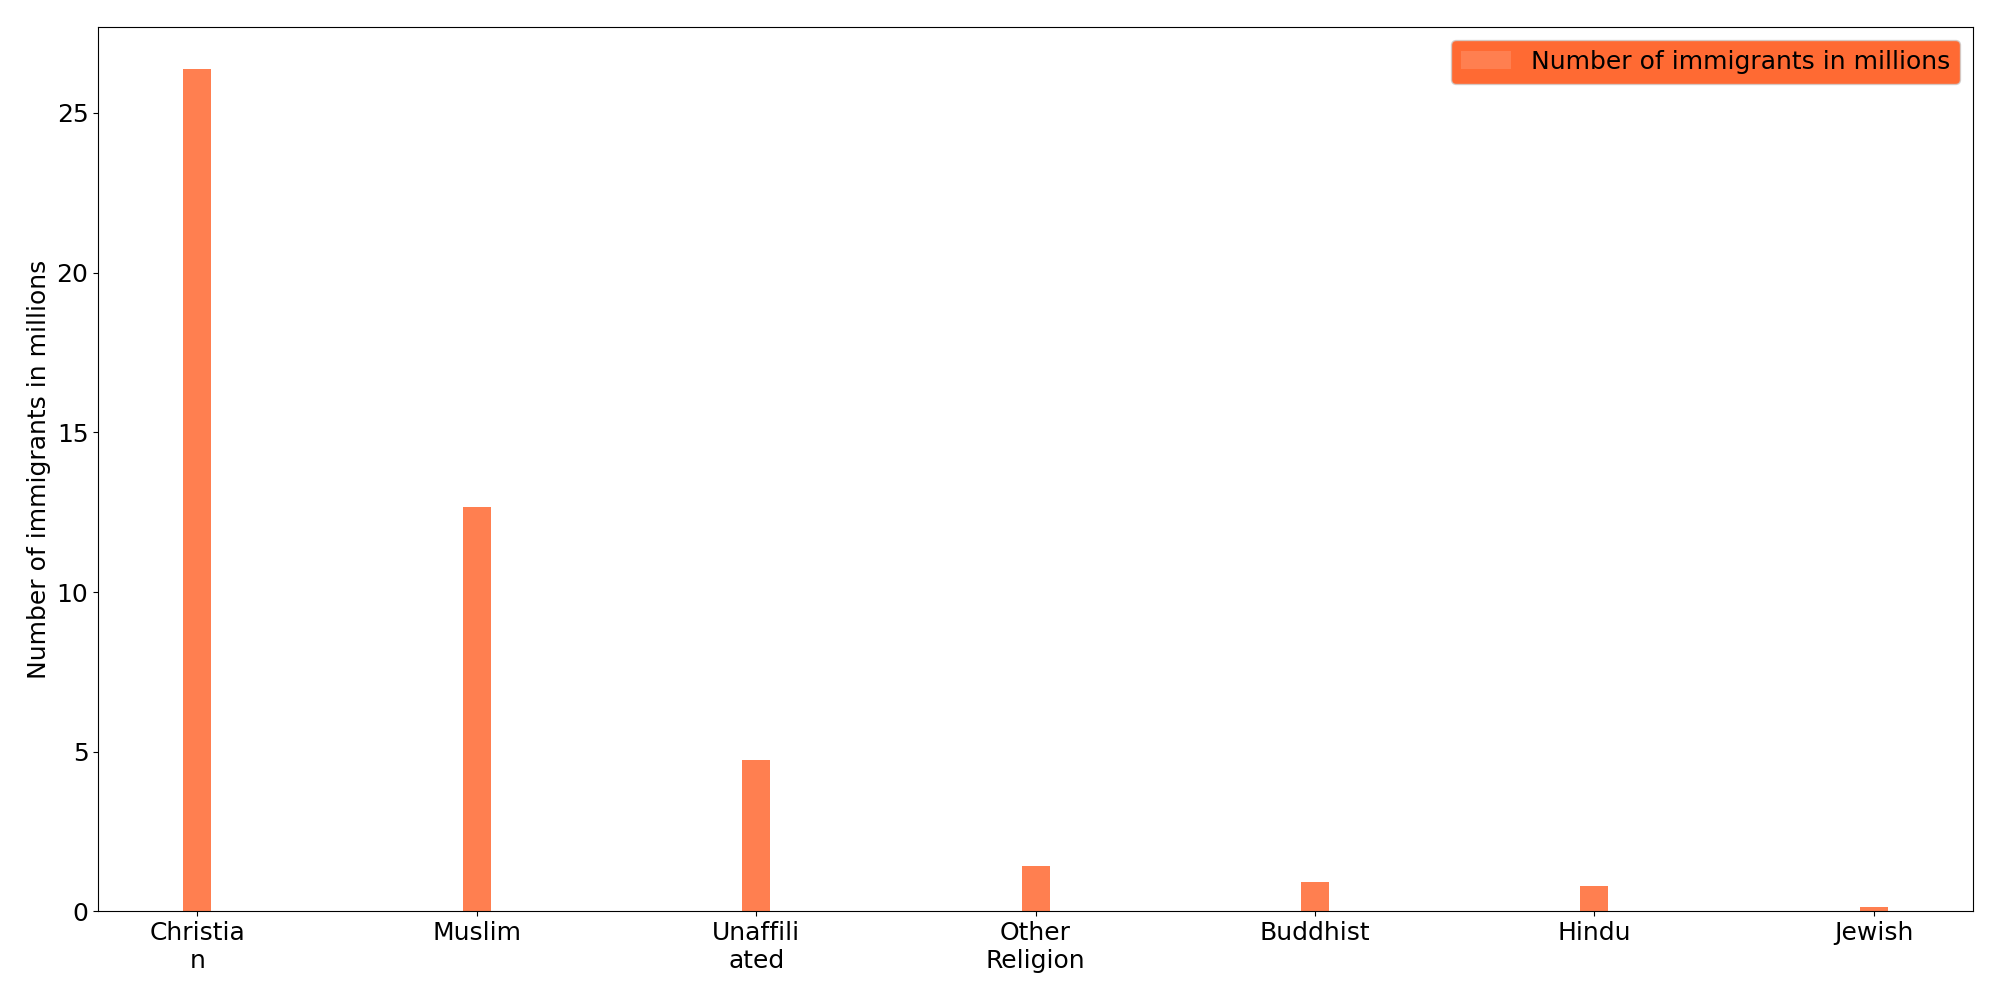 Number of immigrants in millions
Number of immigrants in millions
25
20
15
10
5
0
Christia
n
Muslim
Unaffili
ated
Other
Religion
Buddhist
Hindu
Jewish